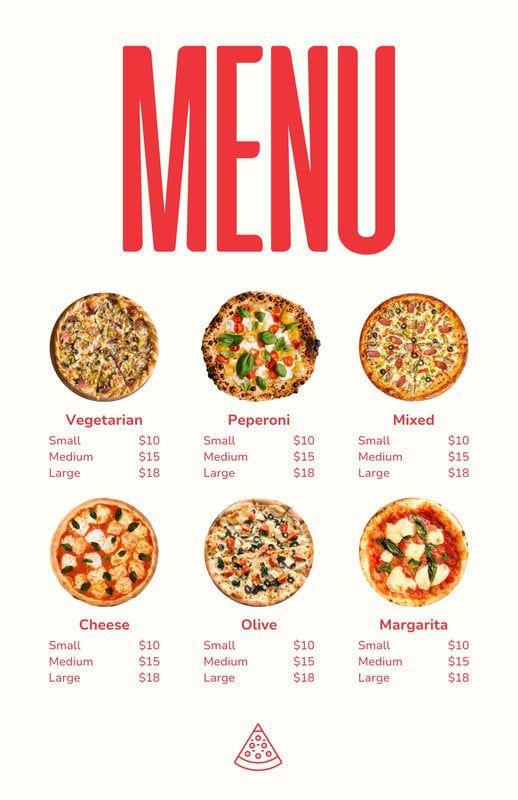 MENU
Vegetarian
Small $10
Medium $15
Large $18
Peperoni
Small $10
Medium $15
Large $18
Mixed
Small $10
Medium $15
Large $18
Cheese
Small $10
Medium $15
Large $18
Olive
Small $10
Medium $15
Large $18
Margarita
Small $10
Medium $15
Large $18